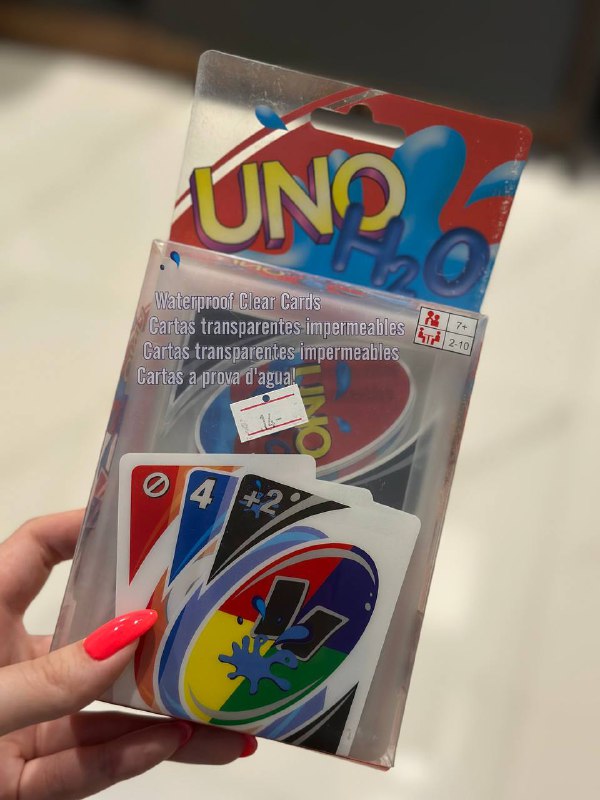 UNO
H2O
Waterproof Clear Cards
Cartas transparentes impermeables
Cartas transparentes impermeables
Cartas a prova d'agua!
7+
2-10
14-
UNO
4
+2